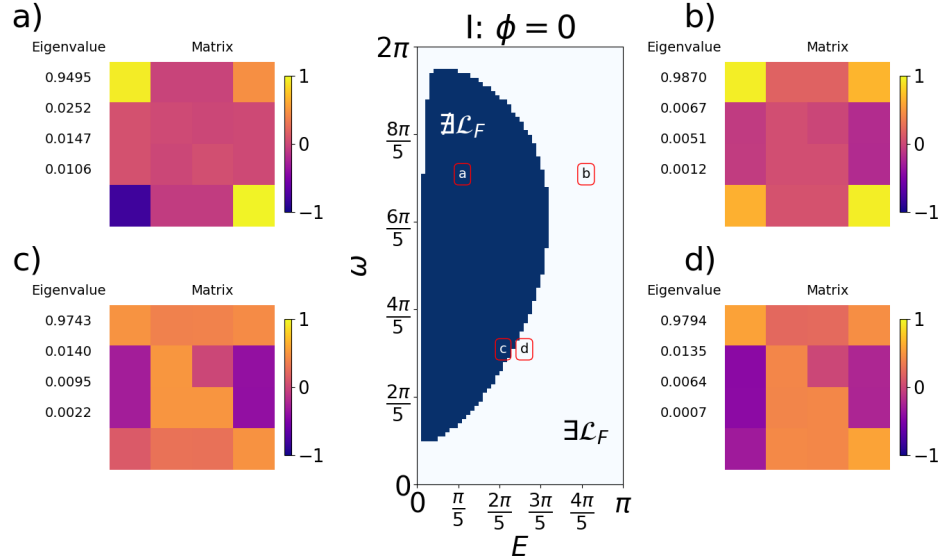 a)
Eigenvalue Matrix
0.9495
0.0252
0.0147
0.0106
1
0
−1
I: ϕ = 0
2π
8π/5
6π/5
4π/5
2π/5
0
ω
∄ℒ_F
a
b
c
d
∃ℒ_F
0 π/5 2π/5 3π/5 4π/5 π
E
b)
Eigenvalue Matrix
0.9870
0.0067
0.0051
0.0012
1
0
−1
c)
Eigenvalue Matrix
0.9743
0.0140
0.0095
0.0022
1
0
−1
d)
Eigenvalue Matrix
0.9794
0.0135
0.0064
0.0007
1
0
−1